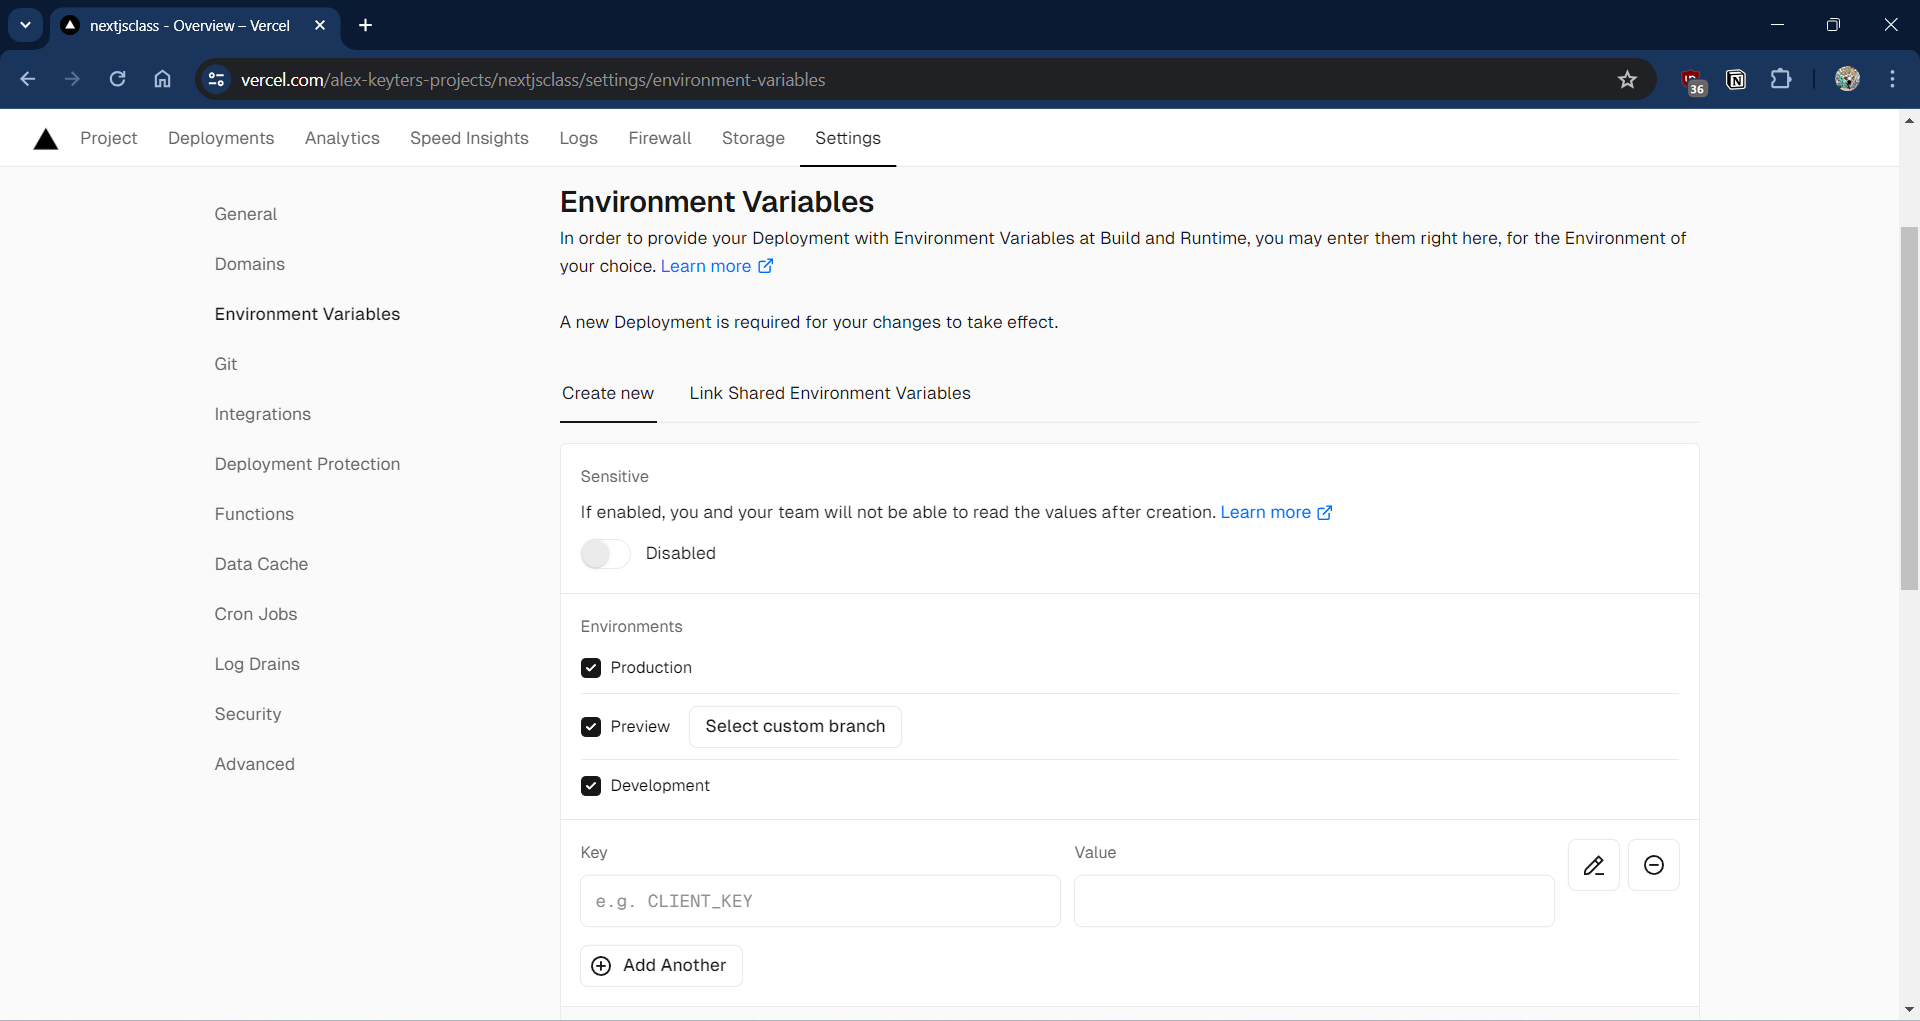 nextjsclass - Overview – Vercel
vercel.com/alex-keyters-projects/nextjsclass/settings/environment-variables
36
Project
Deployments
Analytics
Speed Insights
Logs
Firewall
Storage
Settings
General
Domains
Environment Variables
Git
Integrations
Deployment Protection
Functions
Data Cache
Cron Jobs
Log Drains
Security
Advanced
Environment Variables
In order to provide your Deployment with Environment Variables at Build and Runtime, you may enter them right here, for the Environment of
your choice. Learn more
A new Deployment is required for your changes to take effect.
Create new
Link Shared Environment Variables
Sensitive
If enabled, you and your team will not be able to read the values after creation. Learn more
Disabled
Environments
Production
Preview
Select custom branch
Development
Key
Value
e.g. CLIENT_KEY
Add Another